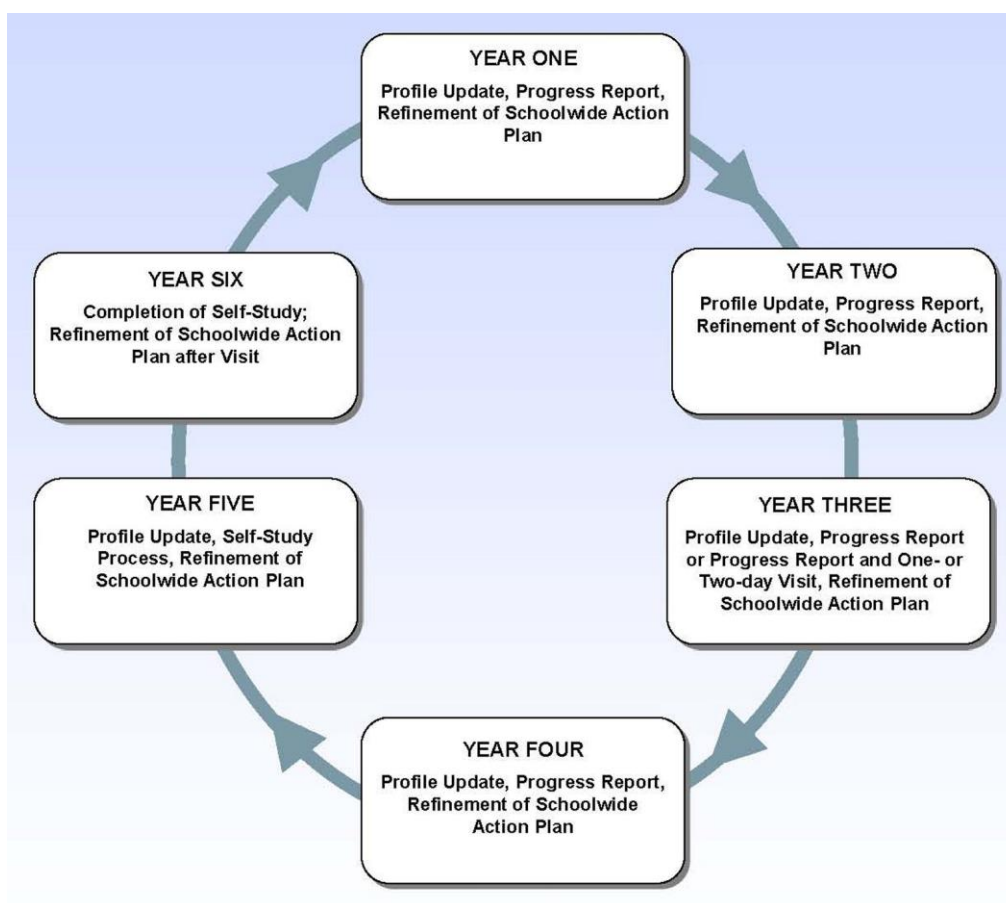 YEAR ONE
Profile Update, Progress Report,
Refinement of Schoolwide Action
Plan
YEAR TWO
Profile Update, Progress Report,
Refinement of Schoolwide Action
Plan
YEAR THREE
Profile Update, Progress Report
or Progress Report and One- or
Two-day Visit, Refinement of
Schoolwide Action Plan
YEAR FOUR
Profile Update, Progress Report,
Refinement of Schoolwide
Action Plan
YEAR FIVE
Profile Update, Self-Study
Process, Refinement of
Schoolwide Action Plan
YEAR SIX
Completion of Self-Study;
Refinement of Schoolwide Action
Plan after Visit